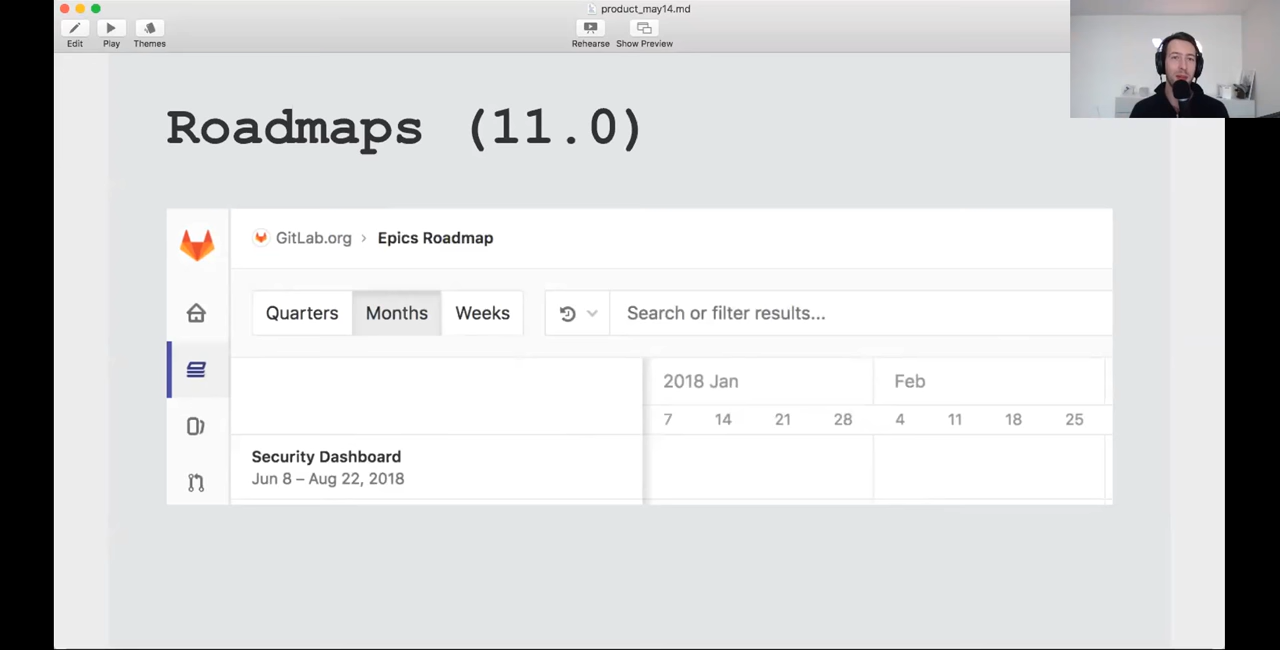 product_may14.md
Edit Play Themes Rehearse Show Preview
Roadmaps (11.0)
GitLab.org › Epics Roadmap
Quarters Months Weeks Search or filter results...
2018 Jan Feb
7 14 21 28 4 11 18 25
Security Dashboard
Jun 8 – Aug 22, 2018